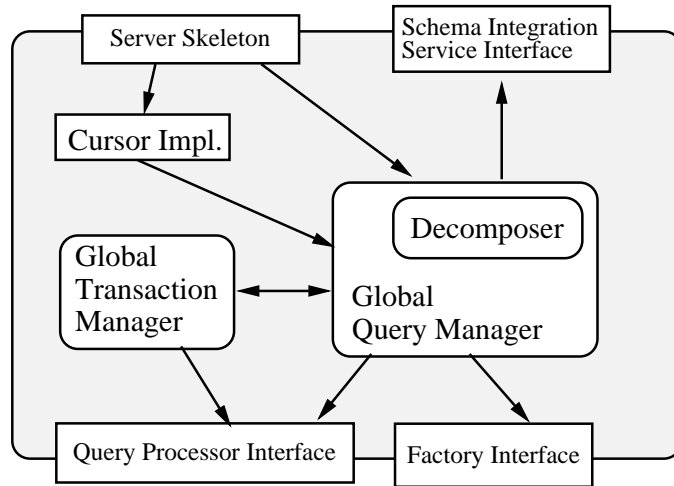 Server Skeleton
Schema Integration
Service Interface
Cursor Impl.
Decomposer
Global
Transaction
Manager
Global
Query Manager
Query Processor Interface
Factory Interface